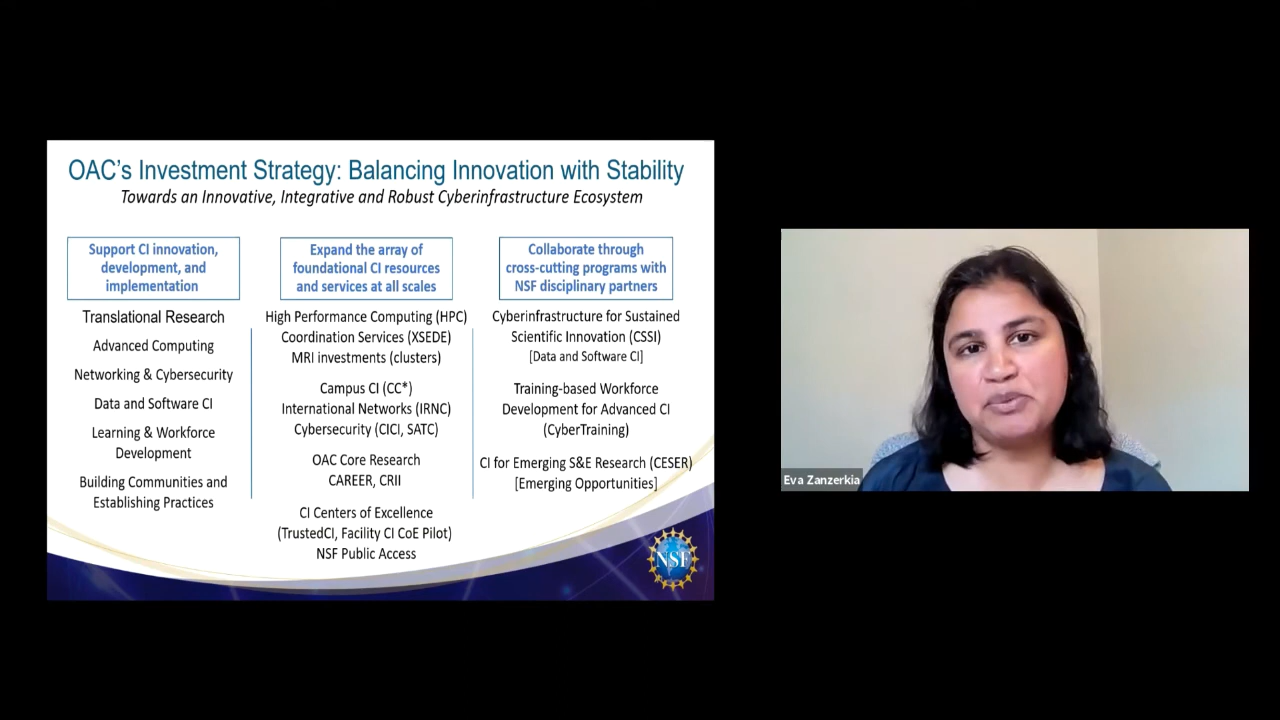 OAC's Investment Strategy: Balancing Innovation with Stability
Towards an Innovative, Integrative and Robust Cyberinfrastructure Ecosystem
Support CI innovation,
development, and
implementation
Translational Research
Advanced Computing
Networking & Cybersecurity
Data and Software CI
Learning & Workforce
Development
Building Communities and
Establishing Practices
Expand the array of
foundational CI resources
and services at all scales
High Performance Computing (HPC)
Coordination Services (XSEDE)
MRI investments (clusters)
Campus CI (CC*)
International Networks (IRNC)
Cybersecurity (CICI, SATC)
OAC Core Research
CAREER, CRII
CI Centers of Excellence
(TrustedCI, Facility CI CoE Pilot)
NSF Public Access
Collaborate through
cross-cutting programs with
NSF disciplinary partners
Cyberinfrastructure for Sustained
Scientific Innovation (CSSI)
[Data and Software CI]
Training-based Workforce
Development for Advanced CI
(CyberTraining)
CI for Emerging S&E Research (CESER)
[Emerging Opportunities]
NSF
Eva Zanzerkia